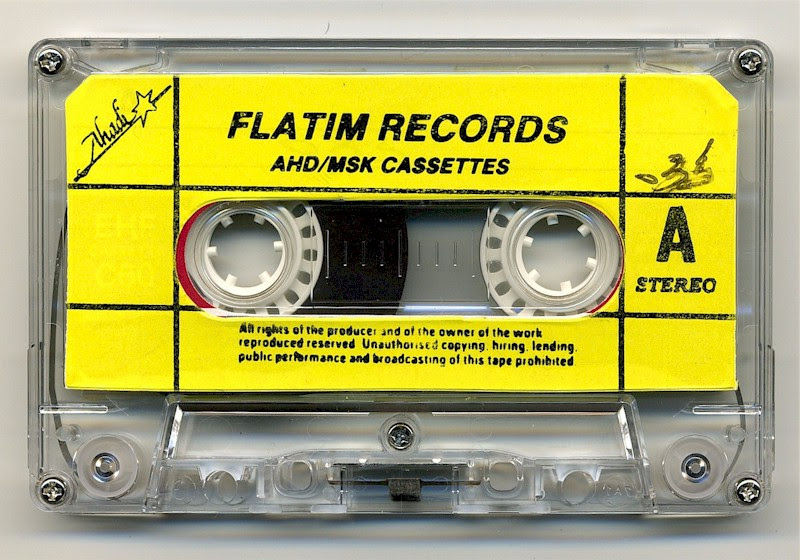 FLATIM RECORDS
AHD/MSK CASSETTES
A
STEREO
All rights of the producer and of the owner of the work
reproduced reserved Unauthorised copying, hiring, lending,
public performance and broadcasting of this tape prohibited.